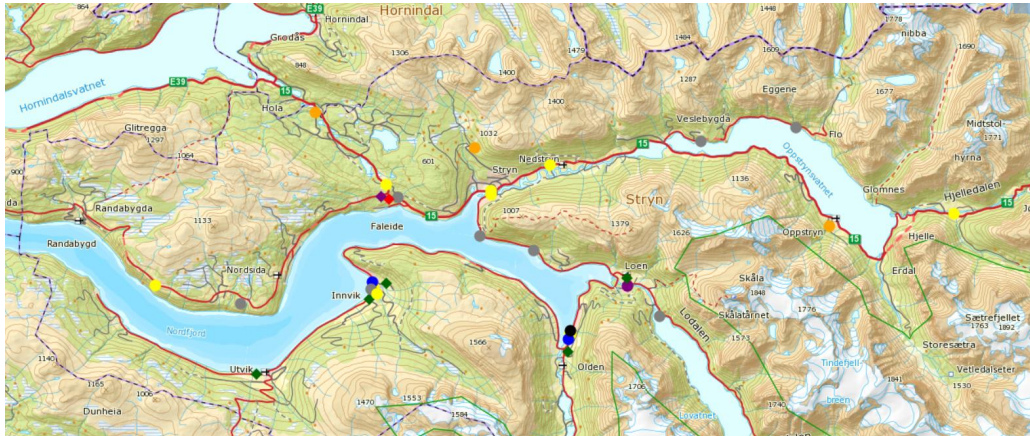 864
Hornindal
Hornindal
1448
1778
nibba
Grodås
1306
1479
1484
1609
1690
848
1400
1287
E39
15
Eggene
1677
Hornindalsvatnet
Hola
1400
Veslebygda
Midtstol-
1771
Glitregga
1297
1032
Flo
1064
601
Nedstryn
15
hyrna
900
Stryn
Oppstrynsvatnet
1136
Glomnes
Hjelledalen
15
da
Randabygda
Stryn
1133
15
1007
1379
Faleide
1626
Oppstryn
15
Hjelle
Randabygd
Nordsida
Loen
Erdal
Skåla
1848
Innvik
Skålatårnet
1776
Sætrefjellet
1763
1892
Nordfjord
Lodalen
1573
1566
Storesætra
1140
Utvik
Olden
Tindefjell-
Vetledalseter
1165
1006
1706
1841
1530
1470
1553
breen
Dunheia
1584
Lovatnet
1740